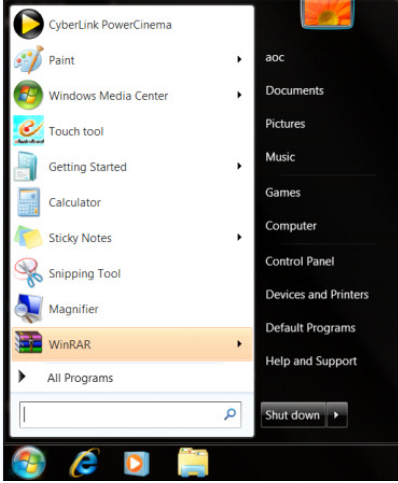 CyberLink PowerCinema
Paint
Windows Media Center
Touch tool
Getting Started
Calculator
Sticky Notes
Snipping Tool
Magnifier
WinRAR
All Programs
aoc
Documents
Pictures
Music
Games
Computer
Control Panel
Devices and Printers
Default Programs
Help and Support
Shut down